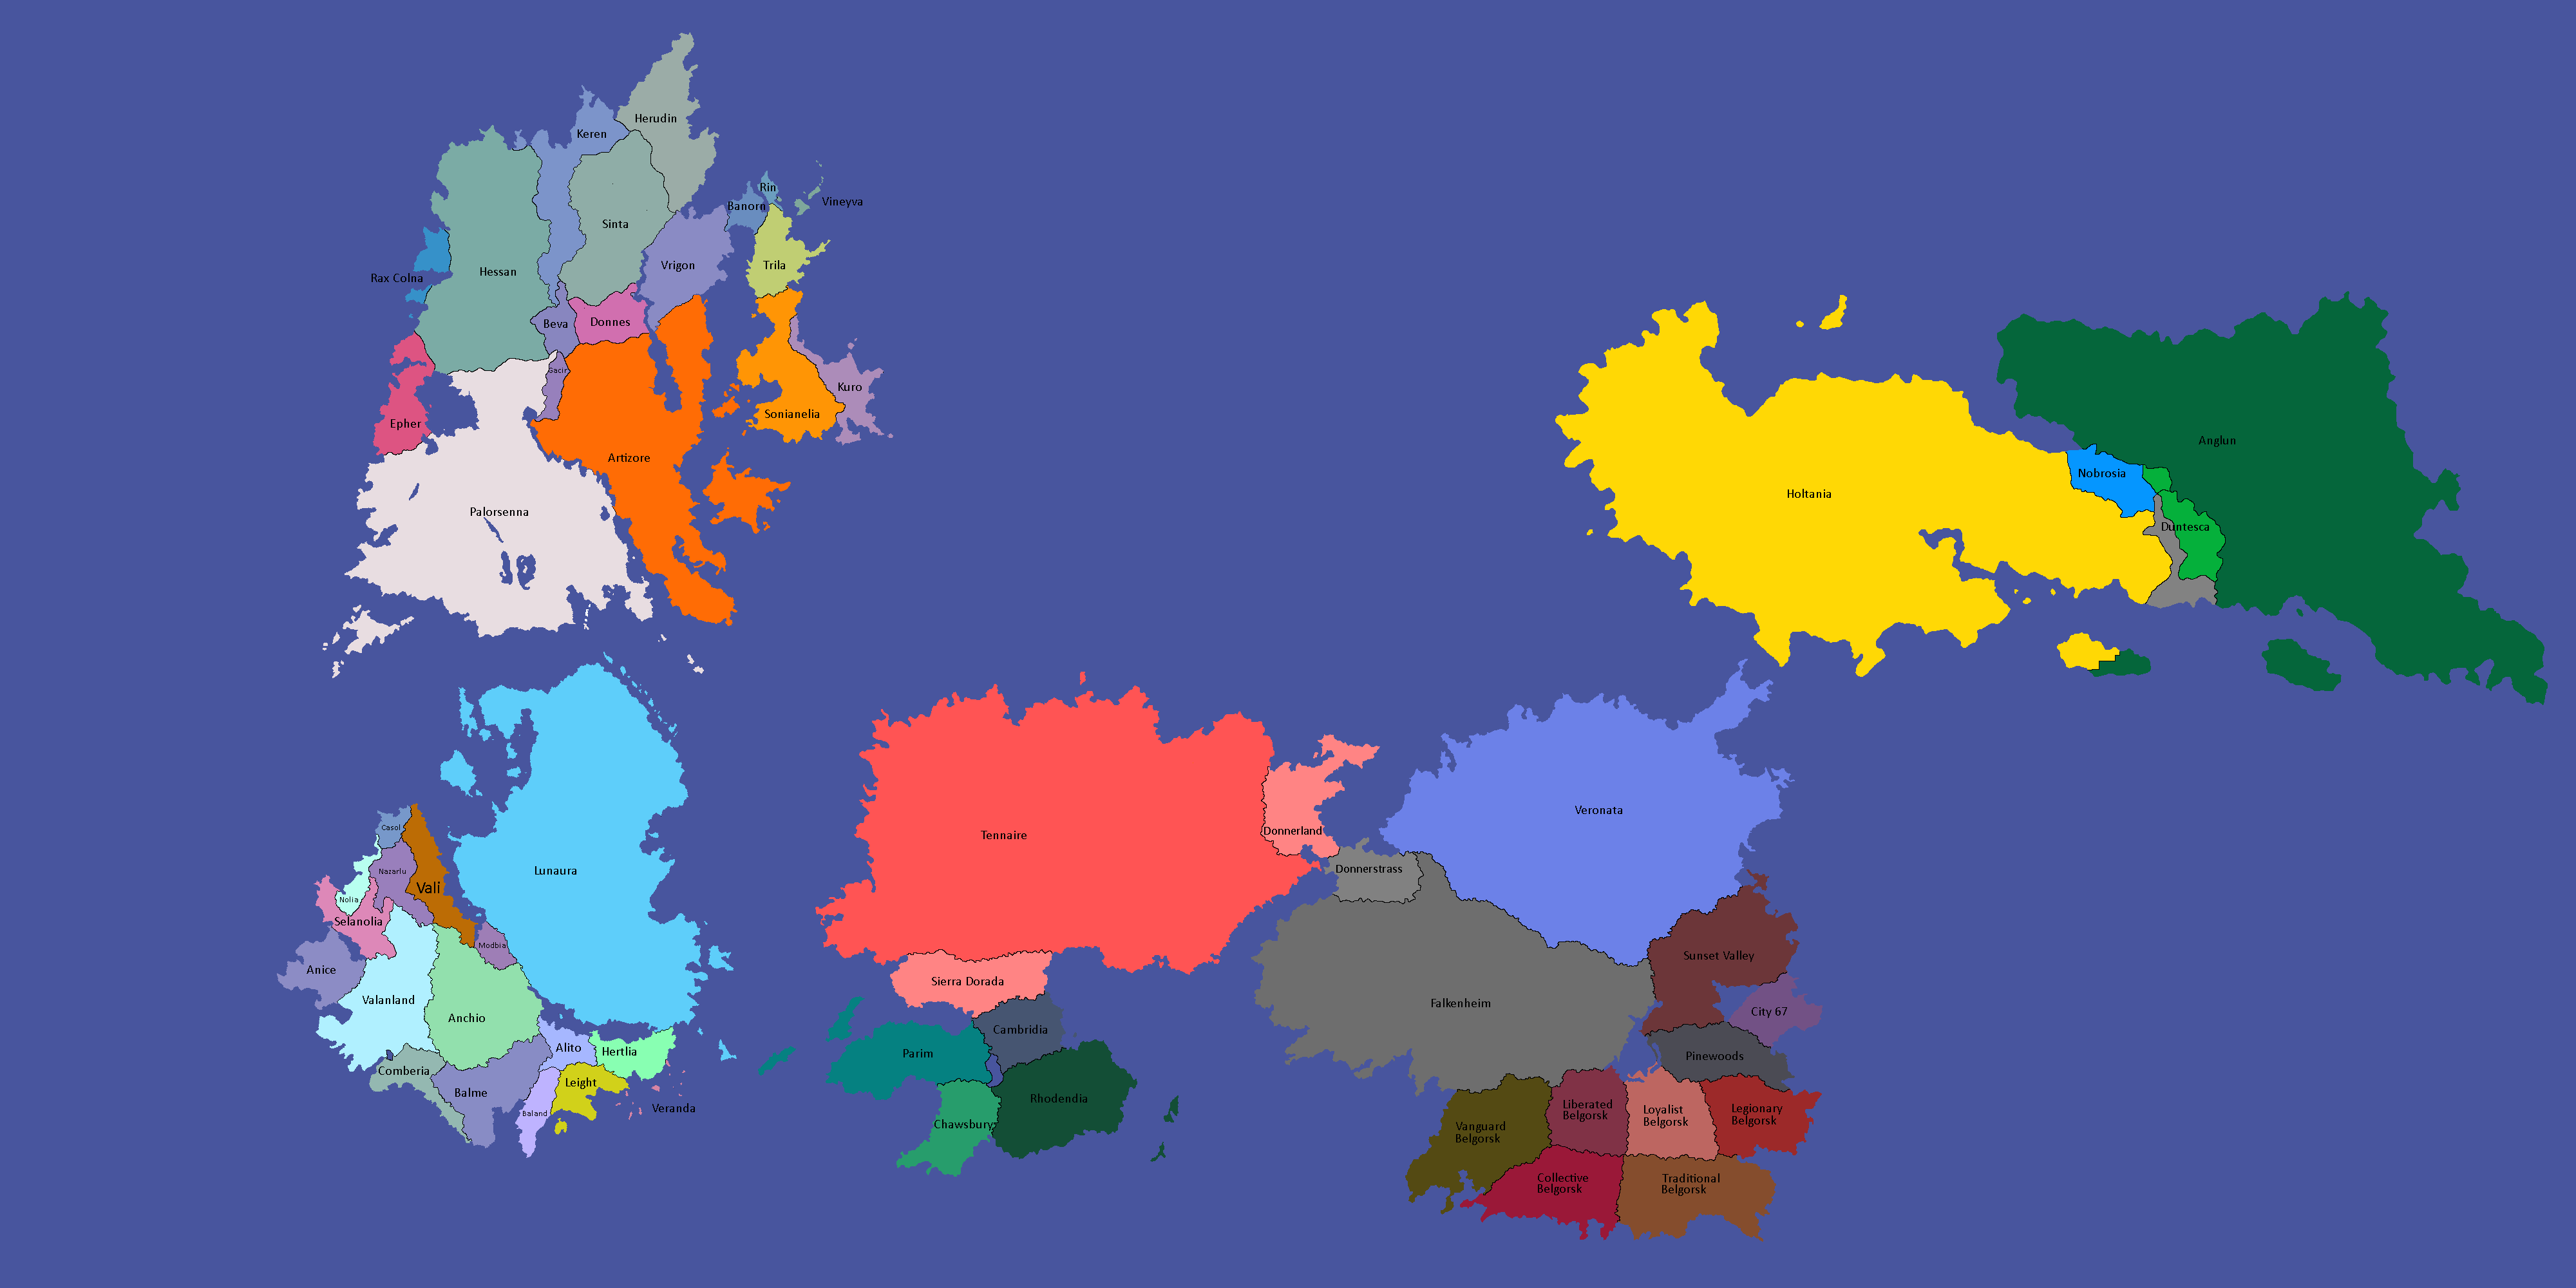 Herudin
Keren
Rin
Banorn
Vineyva
Sinta
Vrigon
Trila
Hessan
Rax Colna
Beva
Donnes
Sacir
Kuro
Sonianelia
Epher
Artizore
Palorsenna
Anglun
Nobrosia
Holtania
Duntesca
Casol
Nazarlu
Vali
Lunaura
Nolia
Selanolia
Modbia
Anice
Valanland
Anchio
Alito
Hertlia
Comberia
Leight
Balme
Baland
Veranda
Tennaire
Donnerland
Donnerstrass
Veronata
Sierra Dorada
Cambridia
Parim
Rhodendia
Chawsbury
Falkenheim
Sunset Valley
City 67
Pinewoods
Liberated
Belgorsk
Loyalist
Belgorsk
Legionary
Belgorsk
Vanguard
Belgorsk
Collective
Belgorsk
Traditional
Belgorsk